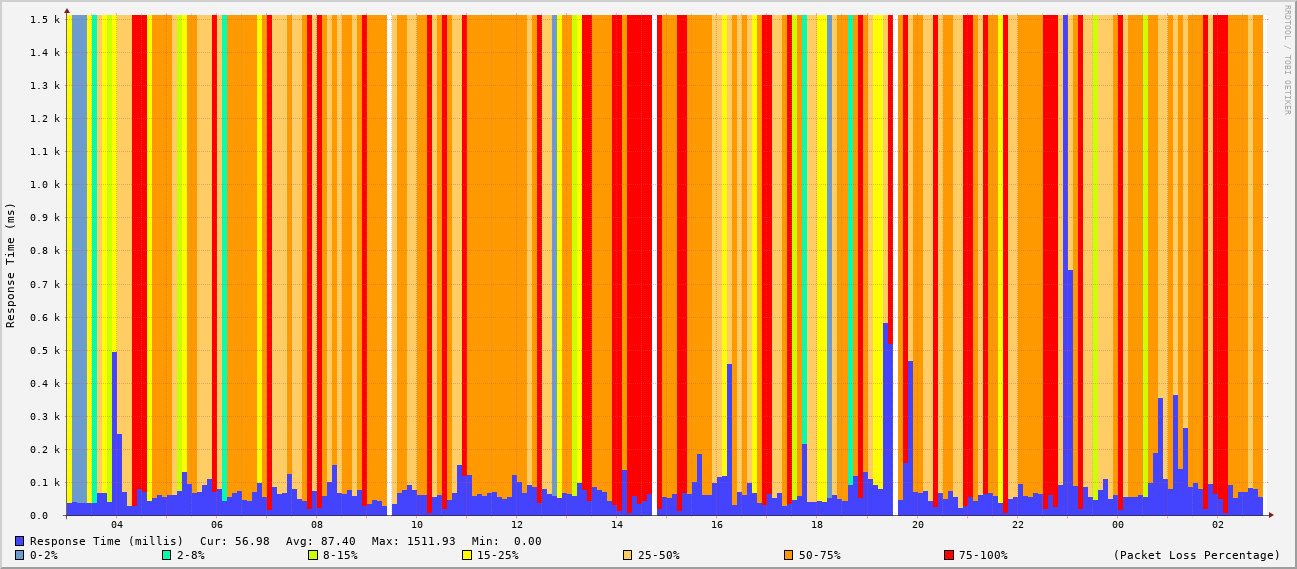 RRDTOOL / TOBI OETIKER
Response Time (ms)
1.5 k
1.4 k
1.3 k
1.2 k
1.1 k
1.0 k
0.9 k
0.8 k
0.7 k
0.6 k
0.5 k
0.4 k
0.3 k
0.2 k
0.1 k
0.0
04 06 08 10 12 14 16 18 20 22 00 02
Response Time (millis) Cur: 56.98 Avg: 87.40 Max: 1511.93 Min: 0.00
0-2% 2-8% 8-15% 15-25% 25-50% 50-75% 75-100% (Packet Loss Percentage)